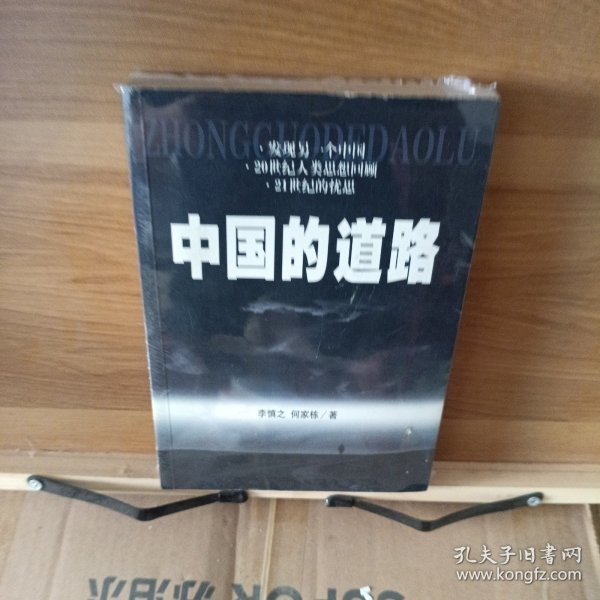 ZHONGGUODEDAOLU
· 发现另一个中国
· 20世纪人类思想回顾
· 21世纪的忧思
中国的道路
李慎之 何家栋／著
孔夫子旧书网
www.kongfz.com